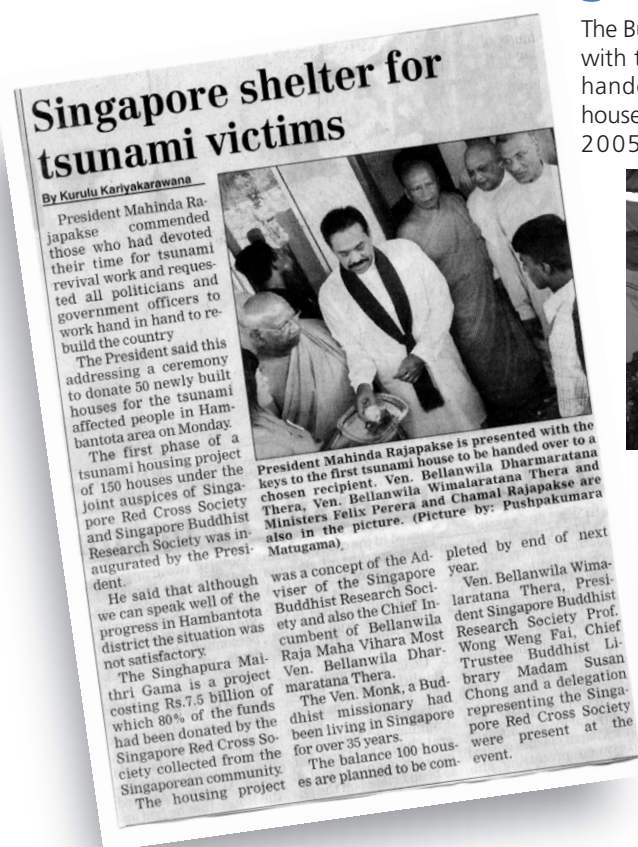 Singapore shelter for
tsunami victims
By Kurulu Kariyakarawana
President Mahinda Ra-
japakse commended
those who had devoted
their time for tsunami
revival work and reques-
ted all politicians and
government officers to
work hand in hand to re-
build the country
The President said this
addressing a ceremony
to donate 50 newly built
houses for the tsunami
affected people in Ham-
bantota area on Monday.
The first phase of a
tsunami housing project
of 150 houses under the
joint auspices of Singa-
pore Red Cross Society
and Singapore Buddhist
Research Society was in-
augurated by the Presi-
dent.
He said that although
we can speak well of the
progress in Hambantota
district the situation was
not satisfactory.
The Singhapura Mai-
thri Gama is a project
costing Rs.7.5 billion of
which 80% of the funds
had been donated by the
Singapore Red Cross So-
ciety collected from the
Singaporean community.
The housing project
President Mahinda Rajapakse is presented with the
keys to the first tsunami house to be handed over to a
chosen recipient. Ven. Bellanwila Dharmaratana
Thera, Ven. Bellanwila Wimalaratana Thera and
Ministers Felix Perera and Chamal Rajapakse are
also in the picture. (Picture by: Pushpakumara
Matugama)
was a concept of the Ad-
viser of the Singapore
Buddhist Research Soci-
ety and also the Chief In-
cumbent of Bellanwila
Raja Maha Vihara Most
Ven. Bellanwila Dhar-
maratana Thera.
The Ven. Monk, a Bud-
dhist missionary had
been living in Singapore
for over 35 years.
The balance 100 hous-
es are planned to be com-
pleted by end of next
year.
Ven. Bellanwila Wima-
laratana Thera, Presi-
dent Singapore Buddhist
Research Society Prof.
Wong Weng Fai, Chief
Trustee Buddhist Li-
brary Madam Susan
Chong and a delegation
representing the Singa-
pore Red Cross Society
were present at the
event.
The Bu
with t
hande
house
2005